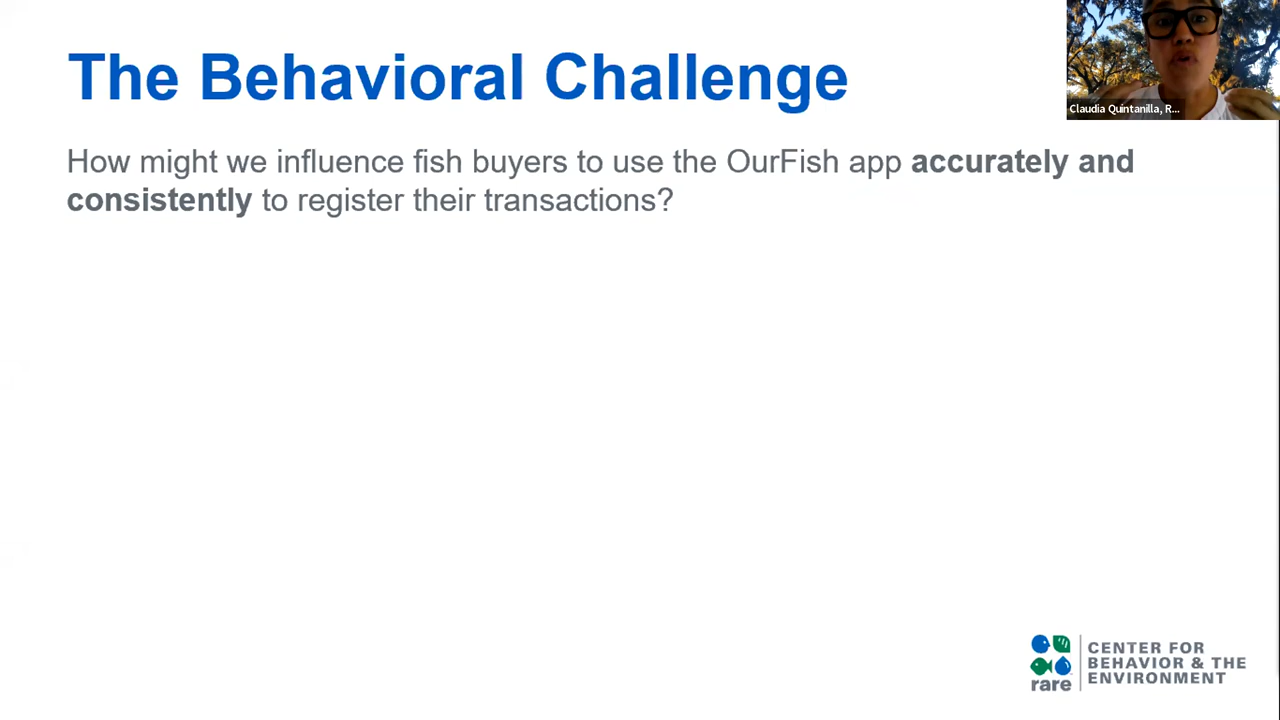 The Behavioral Challenge
Claudia Quintanilla, R...
How might we influence fish buyers to use the OurFish app accurately and
consistently to register their transactions?
rare
CENTER FOR
BEHAVIOR & THE
ENVIRONMENT